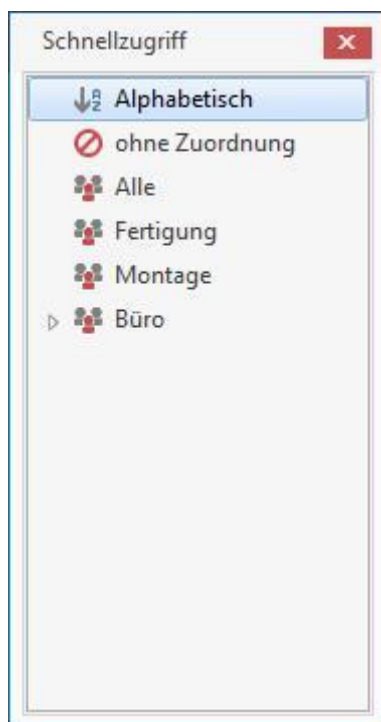 Schnellzugriff
Alphabetisch
ohne Zuordnung
Alle
Fertigung
Montage
Büro